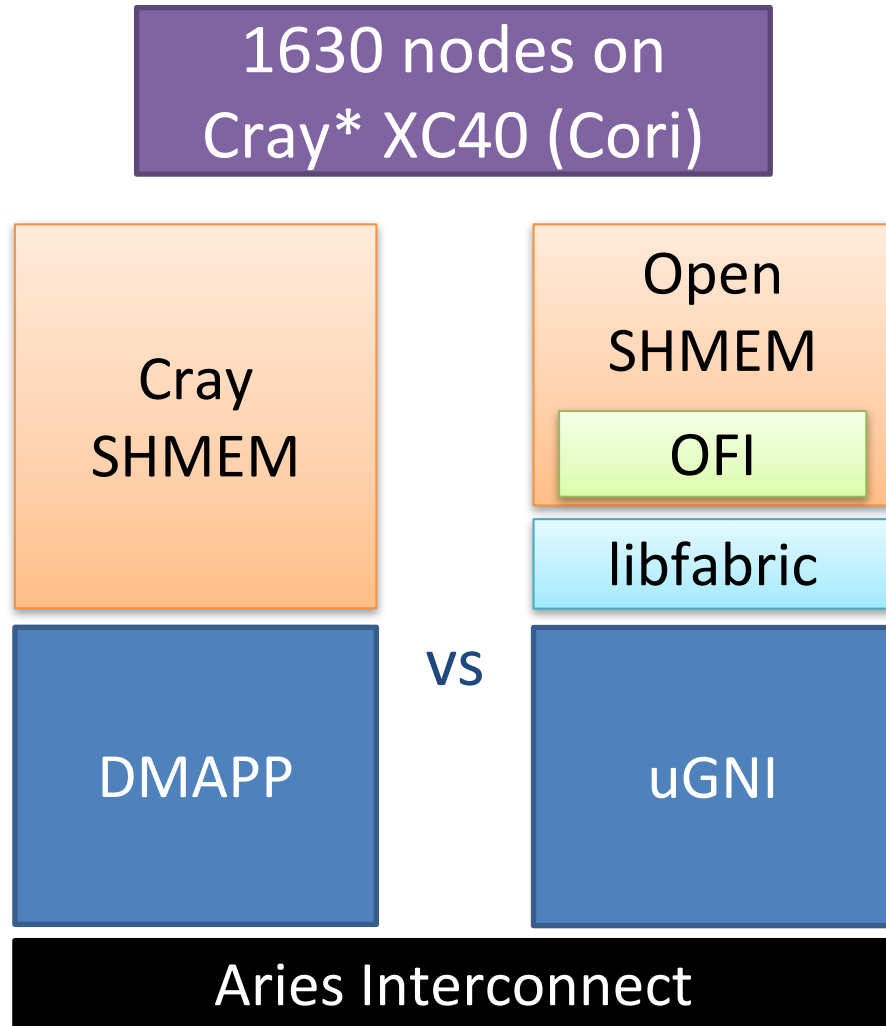 1630 nodes on
Cray* XC40 (Cori)
Cray
SHMEM
DMAPP
vs
Open
SHMEM
OFI
libfabric
uGNI
Aries Interconnect